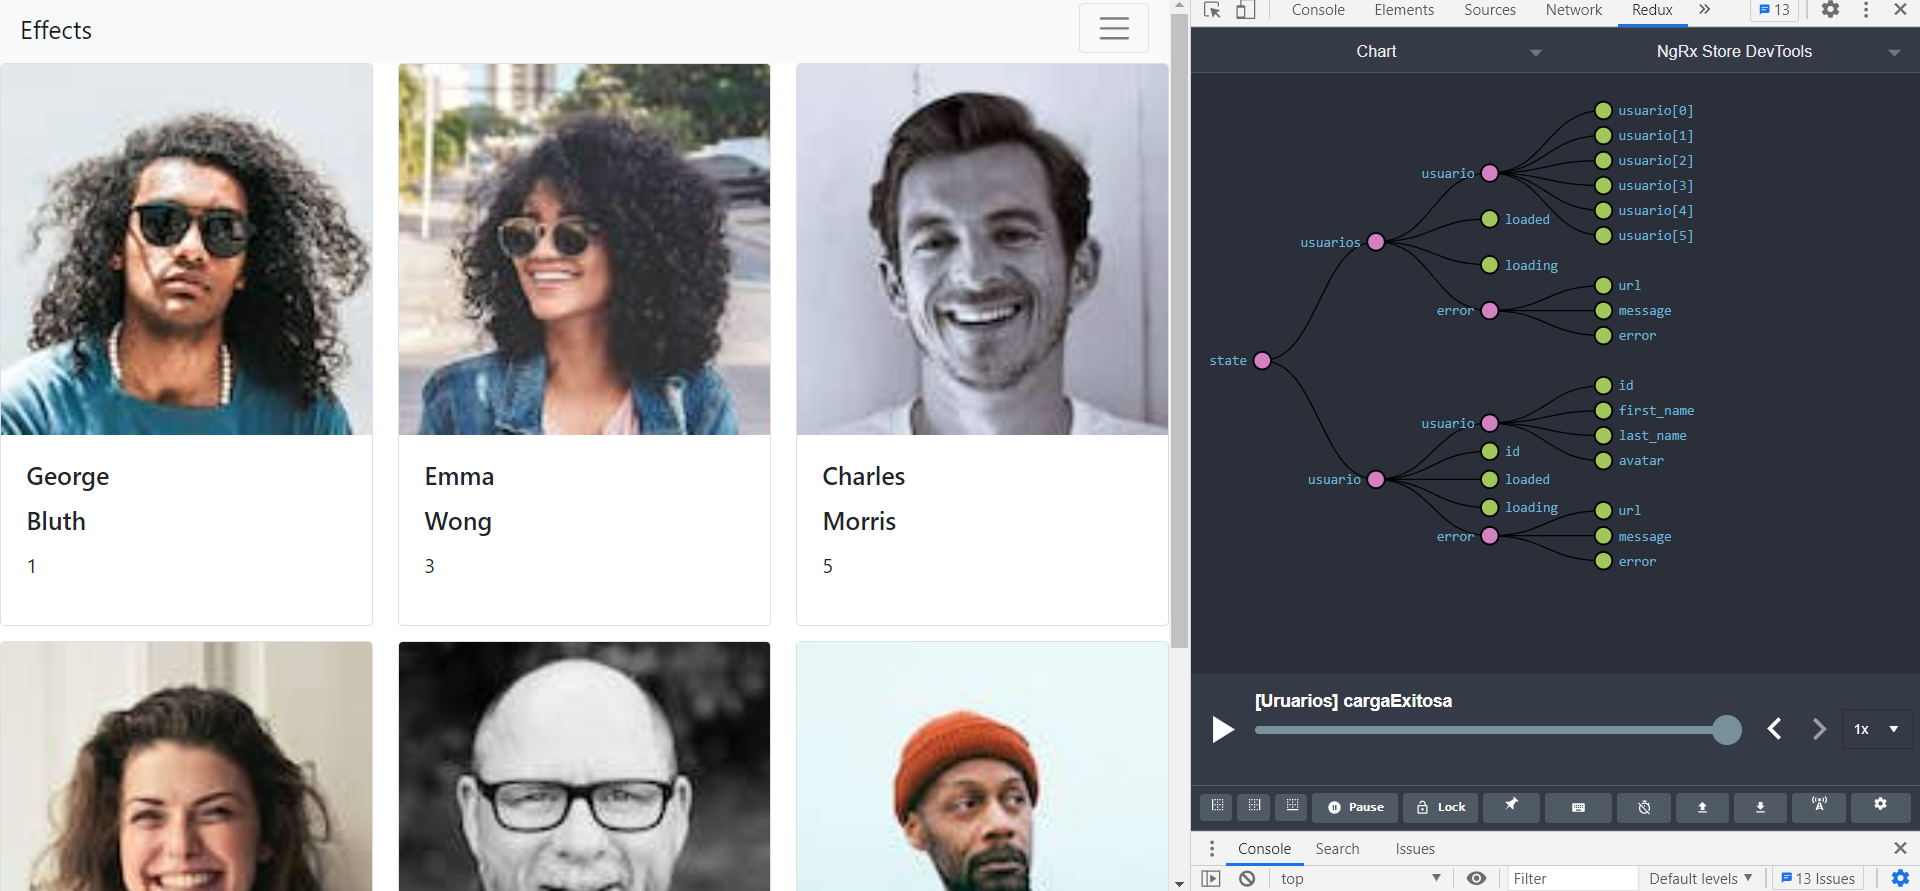 Effects
George
Bluth
1
Emma
Wong
3
Charles
Morris
5
Console Elements Sources Network Redux » 13
Chart NgRx Store DevTools
state
usuarios
usuario
usuario[0]
usuario[1]
usuario[2]
usuario[3]
usuario[4]
usuario[5]
loaded
loading
error
url
message
error
usuario
usuario
id
first_name
last_name
avatar
id
loaded
loading
error
url
message
error
[Uruarios] cargaExitosa
1x
Pause Lock
Console Search Issues
top Filter Default levels 13 Issues